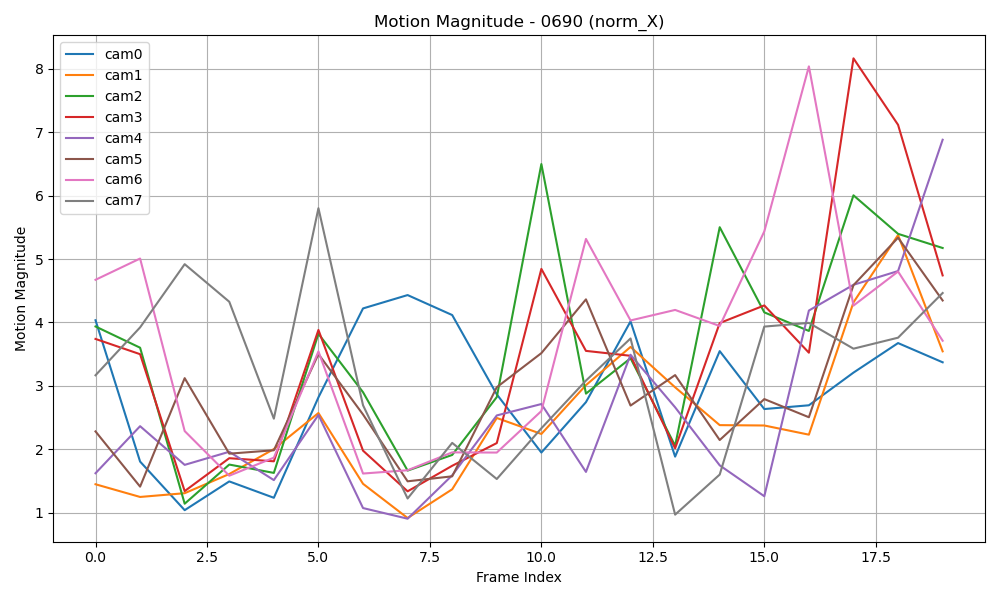 Motion Magnitude - 0690 (norm_X)
cam0
cam1
cam2
cam3
cam4
cam5
cam6
cam7
Motion Magnitude
8
7
6
5
4
3
2
1
0.0 2.5 5.0 7.5 10.0 12.5 15.0 17.5
Frame Index